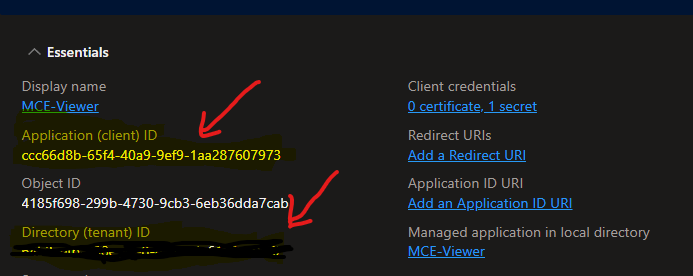 Essentials
Display name
MCE-Viewer
Application (client) ID
ccc66d8b-65f4-40a9-9ef9-1aa287607973
Object ID
4185f698-299b-4730-9cb3-6eb36dda7cab
Directory (tenant) ID
Client credentials
0 certificate, 1 secret
Redirect URIs
Add a Redirect URI
Application ID URI
Add an Application ID URI
Managed application in local directory
MCE-Viewer